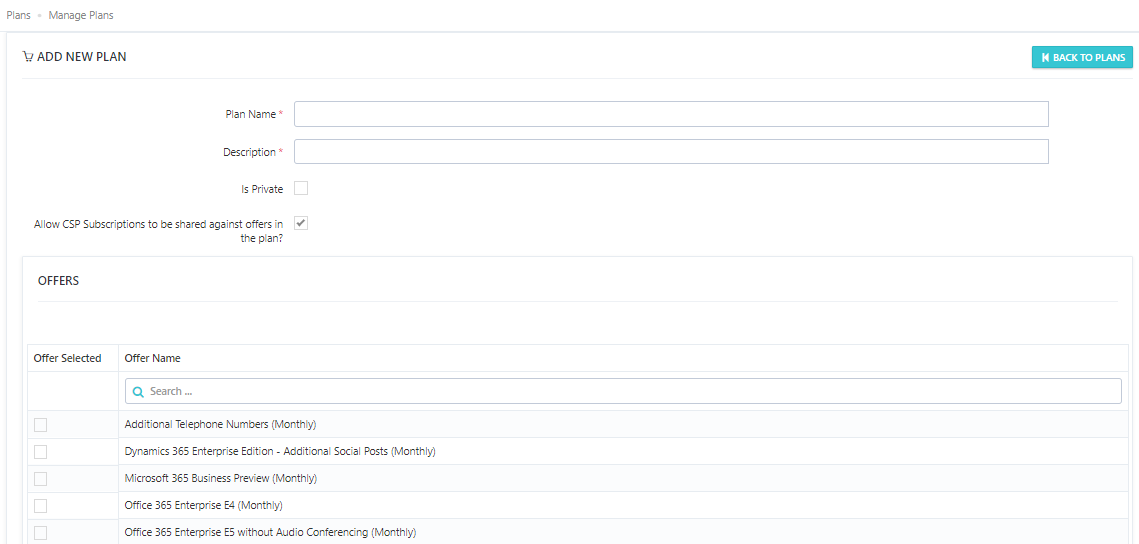 Plans • Manage Plans
ADD NEW PLAN
BACK TO PLANS
Plan Name *
Description *
Is Private
Allow CSP Subscriptions to be shared against offers in
the plan?
OFFERS
Offer Selected Offer Name
Search ...
Additional Telephone Numbers (Monthly)
Dynamics 365 Enterprise Edition - Additional Social Posts (Monthly)
Microsoft 365 Business Preview (Monthly)
Office 365 Enterprise E4 (Monthly)
Office 365 Enterprise E5 without Audio Conferencing (Monthly)